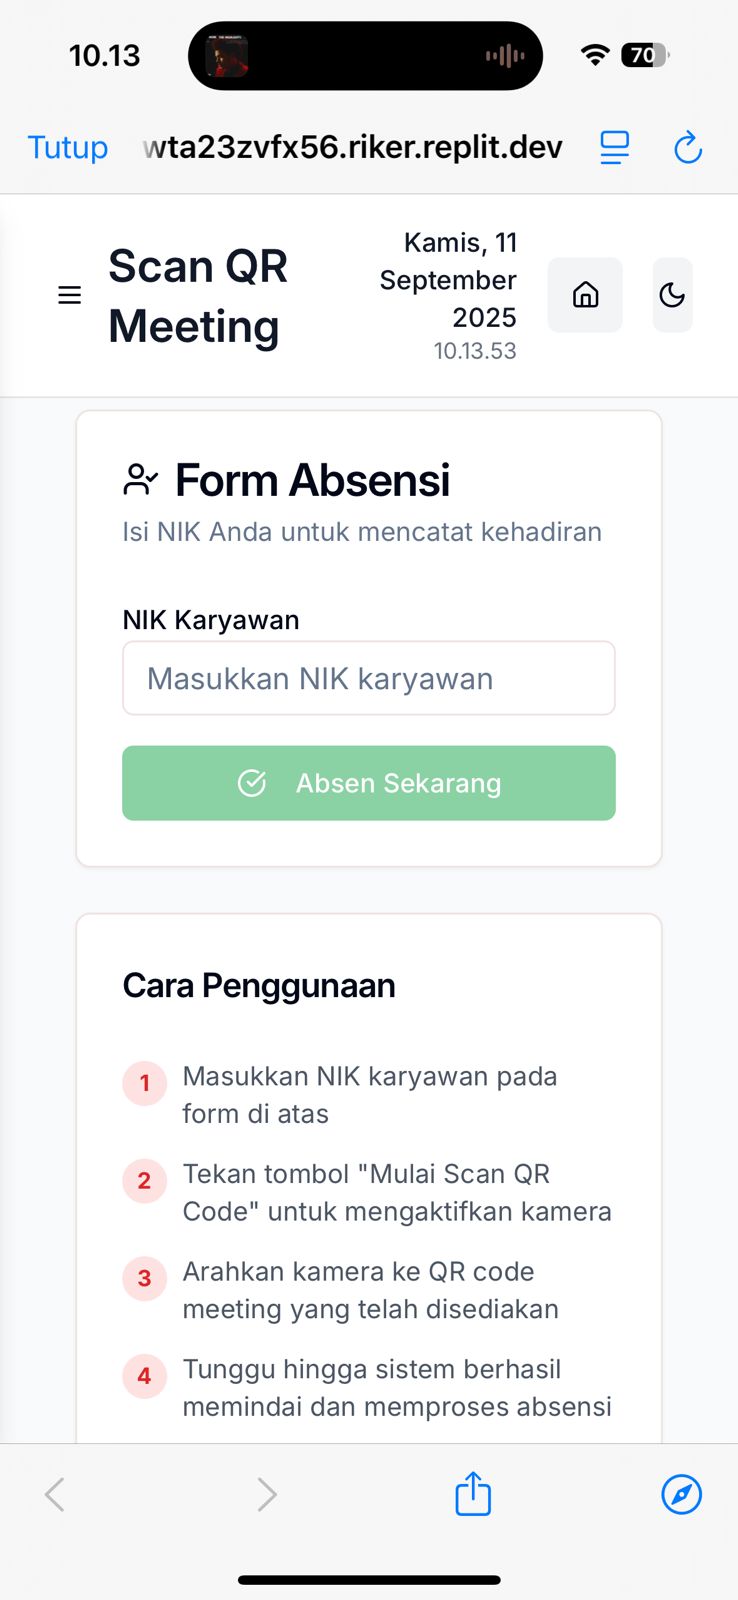 10.13
70
Tutup
wta23zvfx56.riker.replit.dev
Scan QR
Meeting
Kamis, 11
September
2025
10.13.53
Form Absensi
Isi NIK Anda untuk mencatat kehadiran
NIK Karyawan
Masukkan NIK karyawan
Absen Sekarang
Cara Penggunaan
1
Masukkan NIK karyawan pada
form di atas
2
Tekan tombol "Mulai Scan QR
Code" untuk mengaktifkan kamera
3
Arahkan kamera ke QR code
meeting yang telah disediakan
4
Tunggu hingga sistem berhasil
memindai dan memproses absensi